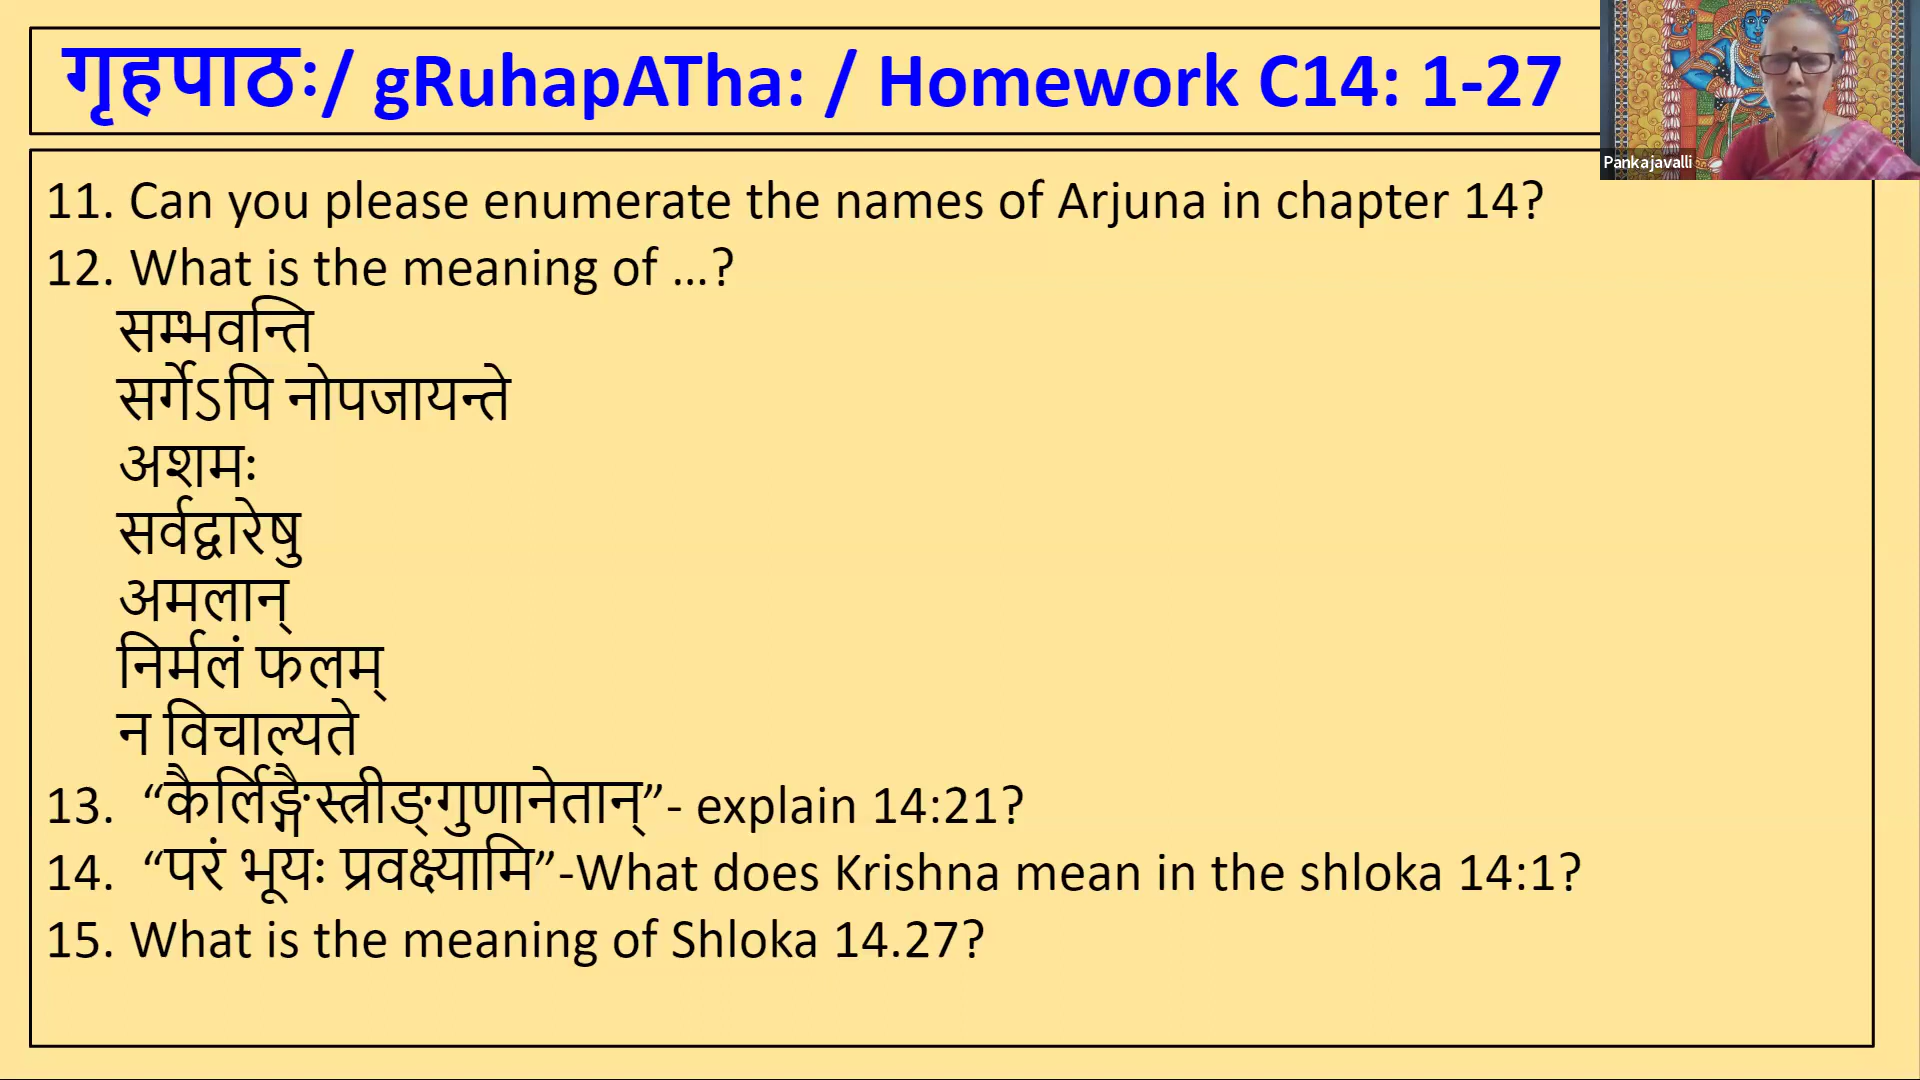 गृहपाठः/ gRuhapATha: / Homework C14: 1-27
Pankajavalli
11. Can you please enumerate the names of Arjuna in chapter 14?
12. What is the meaning of ...?
सम्भवन्ति
सर्गेऽपि नोपजायन्ते
अशमः
सर्वद्वारेषु
अमलान्
निर्मलं फलम्
न विचाल्यते
13. “कैर्लिङ्गैस्त्रीङ्गुणानेतान्”- explain 14:21?
14. “परं भूयः प्रवक्ष्यामि”-What does Krishna mean in the shloka 14:1?
15. What is the meaning of Shloka 14.27?